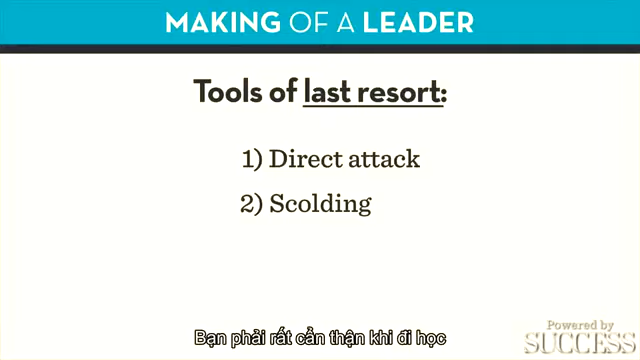 MAKING OF A LEADER
Tools of last resort:
1) Direct attack
2) Scolding
Bạn phải rất cẩn thận khi đi học
Powered by
SUCCESS